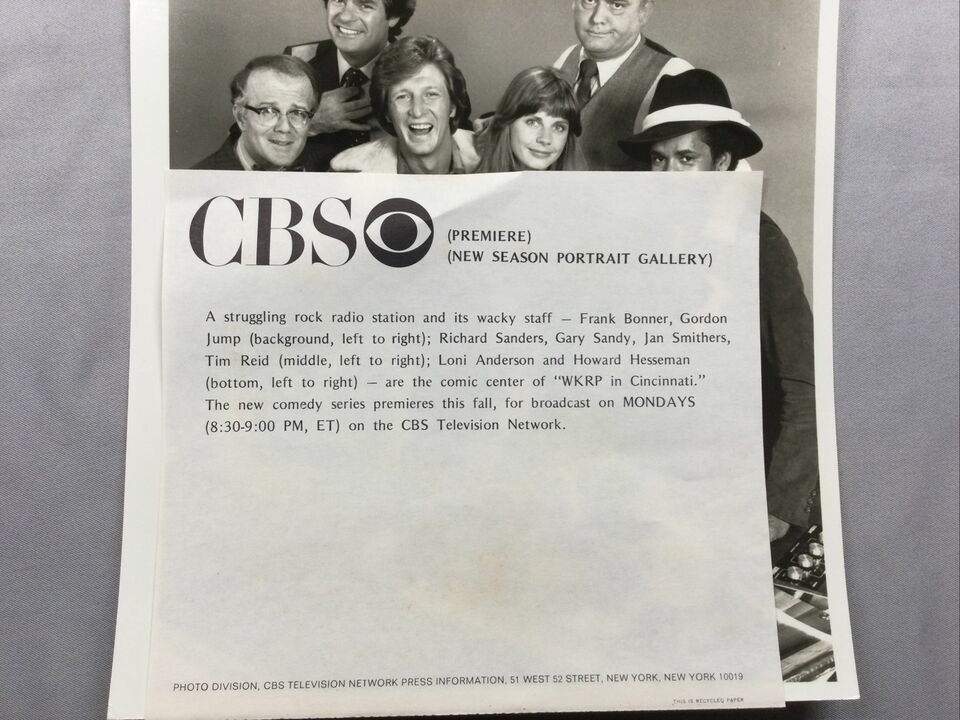 CBS
(PREMIERE)
(NEW SEASON PORTRAIT GALLERY)
A struggling rock radio station and its wacky staff — Frank Bonner, Gordon
Jump (background, left to right); Richard Sanders, Gary Sandy, Jan Smithers,
Tim Reid (middle, left to right); Loni Anderson and Howard Hesseman
(bottom, left to right) — are the comic center of "WKRP in Cincinnati."
The new comedy series premieres this fall, for broadcast on MONDAYS
(8:30-9:00 PM, ET) on the CBS Television Network.
PHOTO DIVISION, CBS TELEVISION NETWORK PRESS INFORMATION, 51 WEST 52 STREET, NEW YORK, NEW YORK 10019
THIS IS RECYCLED PAPER